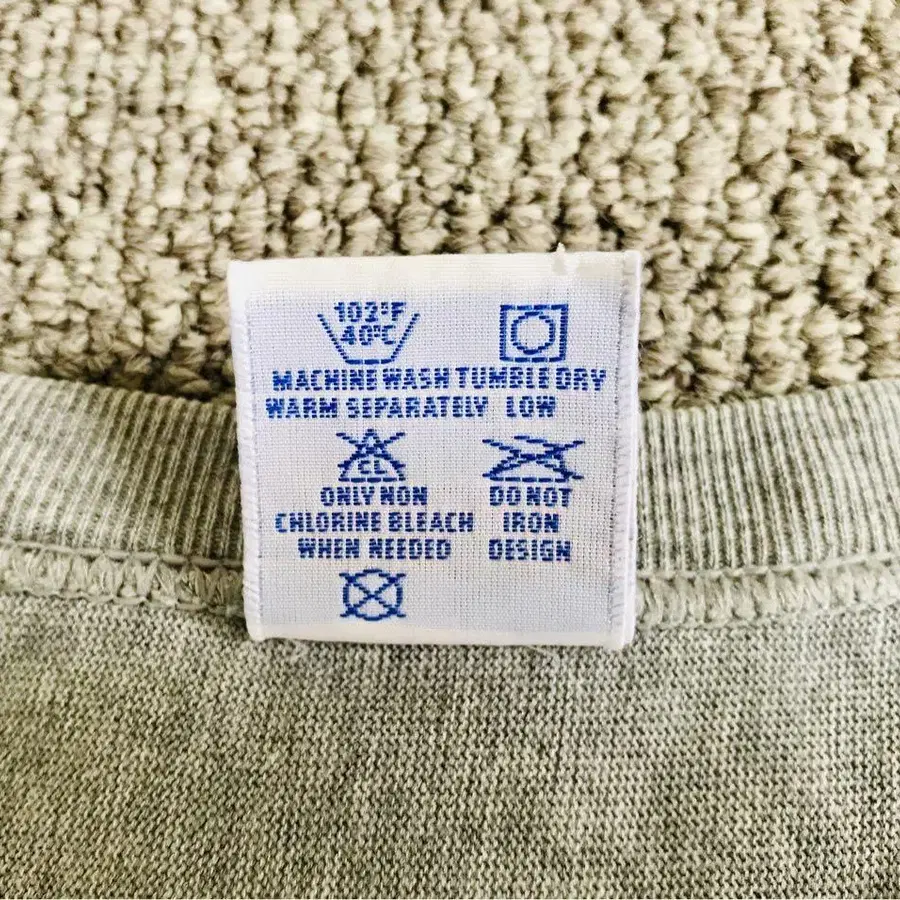 102°F
40°C
MACHINE WASH TUMBLE DRY
WARM SEPARATELY LOW
CL
ONLY NON
CHLORINE BLEACH
WHEN NEEDED
DO NOT
IRON
DESIGN